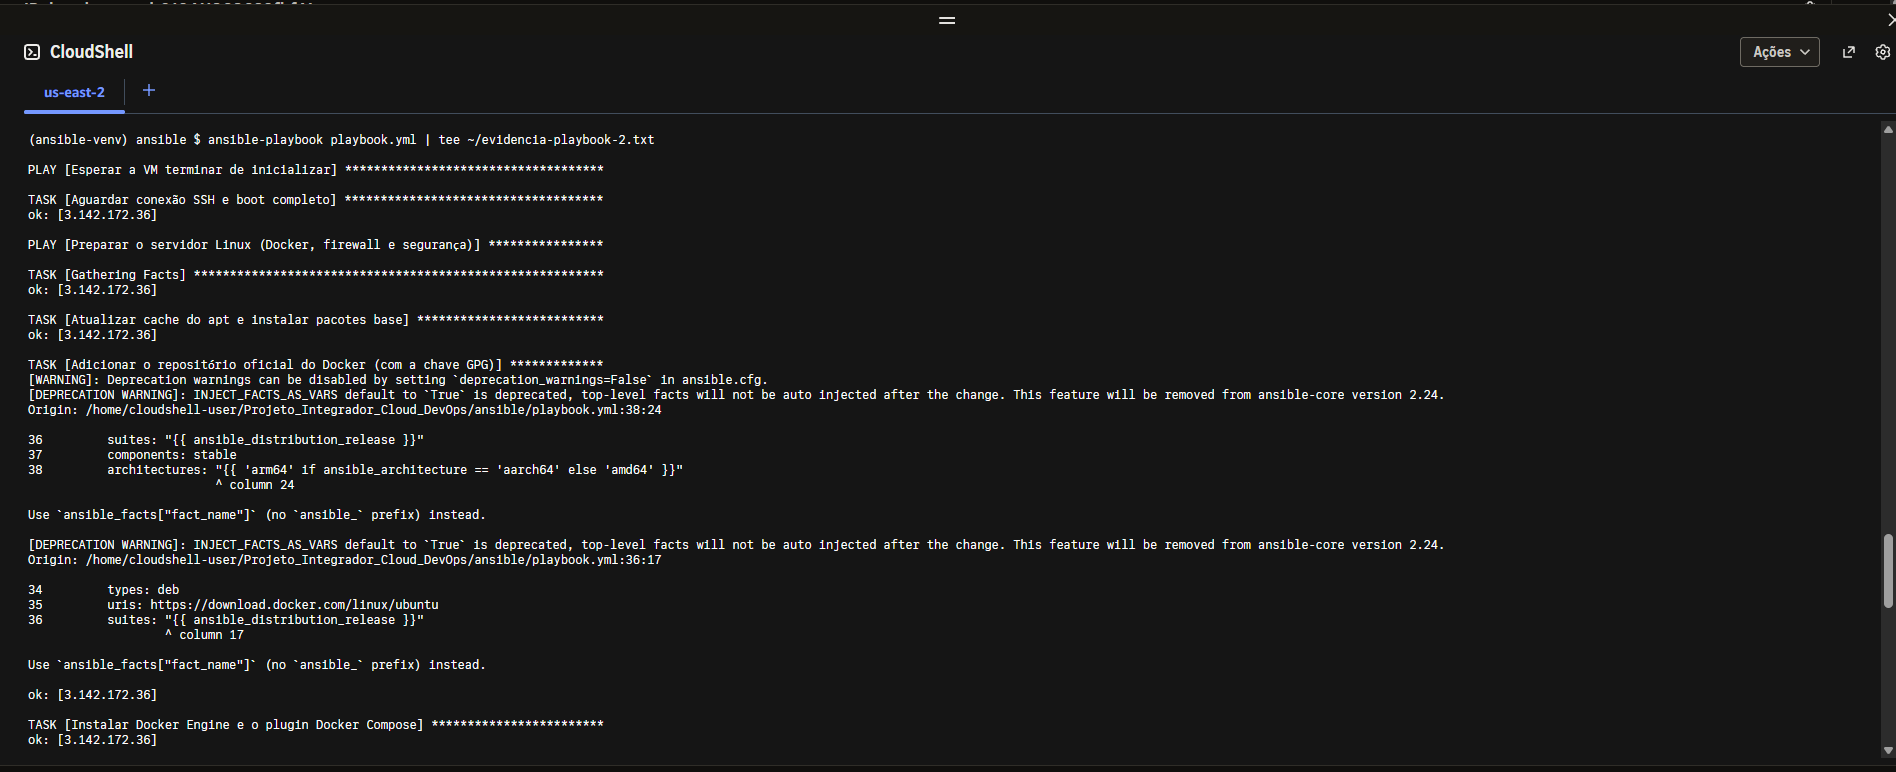 CloudShell
Ações
us-east-2
+
(ansible-venv) ansible $ ansible-playbook playbook.yml | tee ~/evidencia-playbook-2.txt
PLAY [Esperar a VM terminar de inicializar] ************************************
TASK [Aguardar conexão SSH e boot completo] ************************************
ok: [3.142.172.36]
PLAY [Preparar o servidor Linux (Docker, firewall e segurança)] ****************
TASK [Gathering Facts] *********************************************************
ok: [3.142.172.36]
TASK [Atualizar cache do apt e instalar pacotes base] **************************
ok: [3.142.172.36]
TASK [Adicionar o repositório oficial do Docker (com a chave GPG)] *************
[WARNING]: Deprecation warnings can be disabled by setting `deprecation_warnings=False` in ansible.cfg.
[DEPRECATION WARNING]: INJECT_FACTS_AS_VARS default to `True` is deprecated, top-level facts will not be auto injected after the change. This feature will be removed from ansible-core version 2.24.
Origin: /home/cloudshell-user/Projeto_Integrador_Cloud_DevOps/ansible/playbook.yml:38:24
36         suites: "{{ ansible_distribution_release }}"
37         components: stable
38         architectures: "{{ 'arm64' if ansible_architecture == 'aarch64' else 'amd64' }}"
^ column 24
Use `ansible_facts["fact_name"]` (no `ansible_` prefix) instead.
[DEPRECATION WARNING]: INJECT_FACTS_AS_VARS default to `True` is deprecated, top-level facts will not be auto injected after the change. This feature will be removed from ansible-core version 2.24.
Origin: /home/cloudshell-user/Projeto_Integrador_Cloud_DevOps/ansible/playbook.yml:36:17
34         types: deb
35         uris: https://download.docker.com/linux/ubuntu
36         suites: "{{ ansible_distribution_release }}"
^ column 17
Use `ansible_facts["fact_name"]` (no `ansible_` prefix) instead.
ok: [3.142.172.36]
TASK [Instalar Docker Engine e o plugin Docker Compose] ************************
ok: [3.142.172.36]